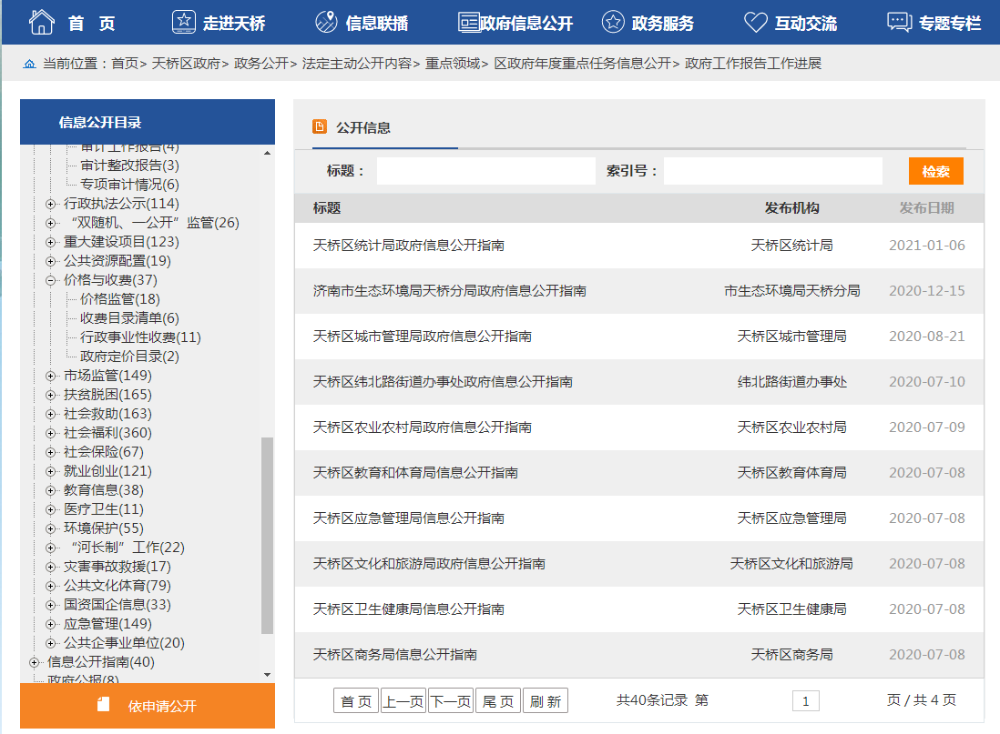 首 页 走进天桥 信息联播 政府信息公开 政务服务 互动交流 专题专栏
当前位置：首页> 天桥区政府> 政务公开> 法定主动公开内容> 重点领域> 区政府年度重点任务信息公开> 政府工作报告工作进展
信息公开目录
审计工作报告(4)
审计整改报告(3)
专项审计情况(6)
行政执法公示(114)
“双随机、一公开”监管(26)
重大建设项目(123)
公共资源配置(19)
价格与收费(37)
价格监管(18)
收费目录清单(6)
行政事业性收费(11)
政府定价目录(2)
市场监管(149)
扶贫脱困(165)
社会救助(163)
社会福利(360)
社会保险(67)
就业创业(121)
教育信息(38)
医疗卫生(11)
环境保护(55)
“河长制”工作(22)
灾害事故救援(17)
公共文化体育(79)
国资国企信息(33)
应急管理(149)
公共企事业单位(20)
信息公开指南(40)
政府公报(8)
依申请公开
公开信息
标题： 索引号： 检索
标题 发布机构 发布日期
天桥区统计局政府信息公开指南 天桥区统计局 2021-01-06
济南市生态环境局天桥分局政府信息公开指南 市生态环境局天桥分局 2020-12-15
天桥区城市管理局政府信息公开指南 天桥区城市管理局 2020-08-21
天桥区纬北路街道办事处政府信息公开指南 纬北路街道办事处 2020-07-10
天桥区农业农村局政府信息公开指南 天桥区农业农村局 2020-07-09
天桥区教育和体育局信息公开指南 天桥区教育体育局 2020-07-08
天桥区应急管理局信息公开指南 天桥区应急管理局 2020-07-08
天桥区文化和旅游局政府信息公开指南 天桥区文化和旅游局 2020-07-08
天桥区卫生健康局信息公开指南 天桥区卫生健康局 2020-07-08
天桥区商务局信息公开指南 天桥区商务局 2020-07-08
首 页 上一页 下一页 尾 页 刷 新 共40条记录 第 1 页 / 共 4 页